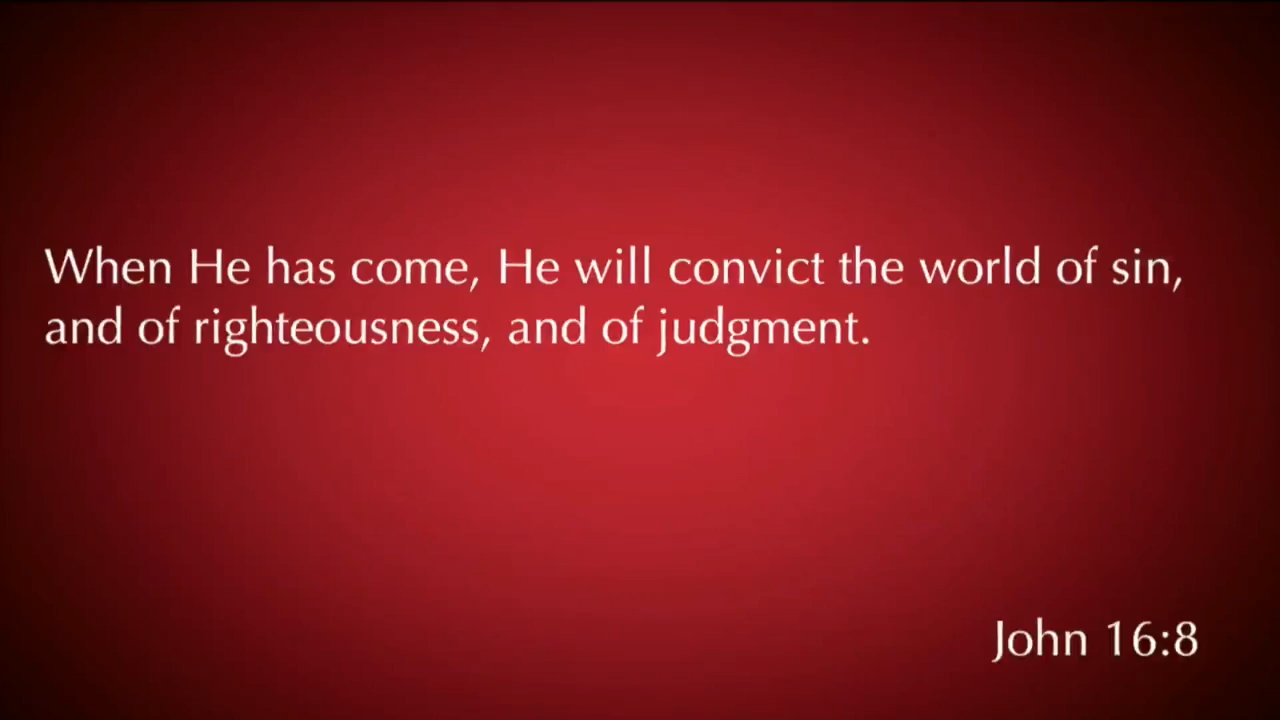 When He has come, He will convict the world of sin,
and of righteousness, and of judgment.
John 16:8